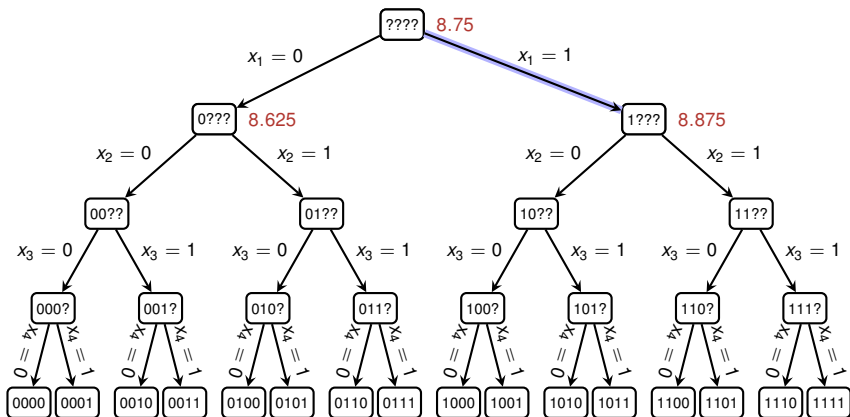 ???? 8.75
x₁ = 0 x₁ = 1
0??? 8.625 1??? 8.875
x₂ = 0 x₂ = 1 x₂ = 0 x₂ = 1
00?? 01?? 10?? 11??
x₃ = 0 x₃ = 1 x₃ = 0 x₃ = 1 x₃ = 0 x₃ = 1 x₃ = 0 x₃ = 1
000? 001? 010? 011? 100? 101? 110? 111?
x₄ = 0 x₄ = 1 x₄ = 0 x₄ = 1 x₄ = 0 x₄ = 1 x₄ = 0 x₄ = 1 x₄ = 0 x₄ = 1 x₄ = 0 x₄ = 1 x₄ = 0 x₄ = 1 x₄ = 0 x₄ = 1
0000 0001 0010 0011 0100 0101 0110 0111 1000 1001 1010 1011 1100 1101 1110 1111